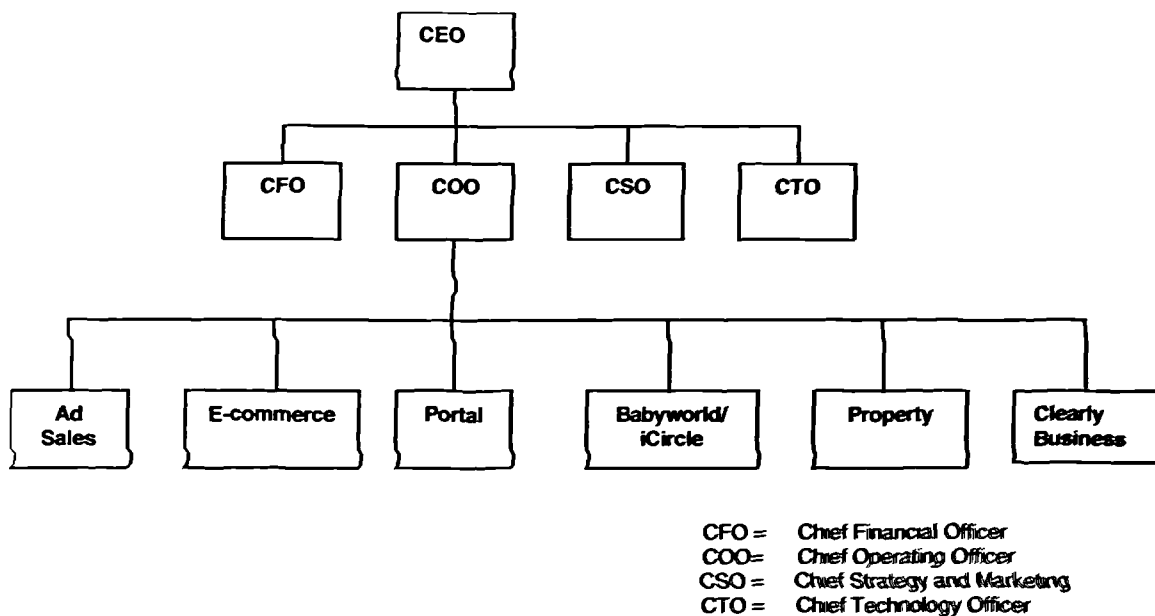 CEO
CFO
COO
CSO
CTO
Ad
Sales
E-commerce
Portal
Babyworld/
iCircle
Property
Clearly
Business
CFO = Chief Financial Officer
COO= Chief Operating Officer
CSO = Chief Strategy and Marketing
CTO = Chief Technology Officer